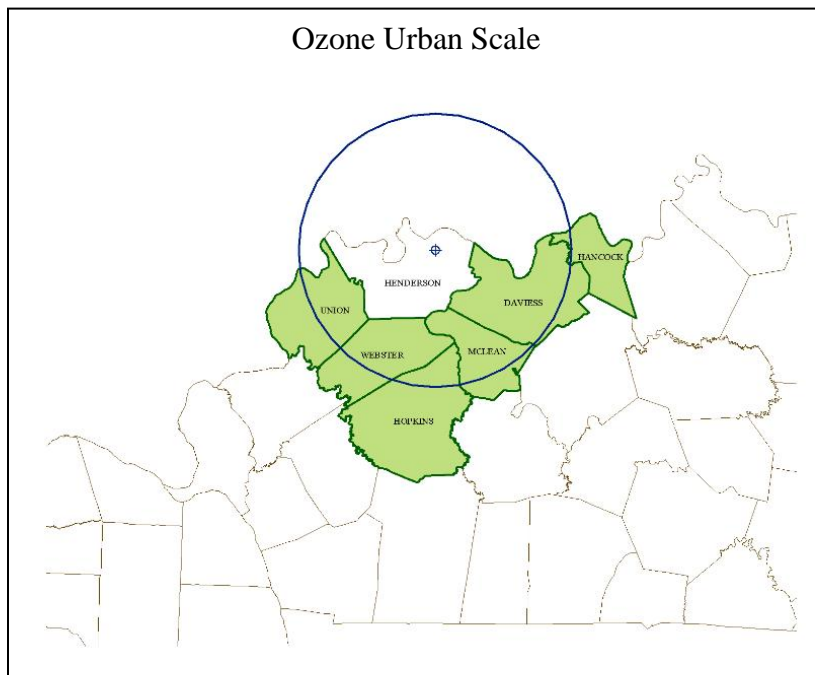 Ozone Urban Scale
HANCOCK
HENDERSON
DAVIESS
UNION
WEBSTER
MCLEAN
HOPKINS